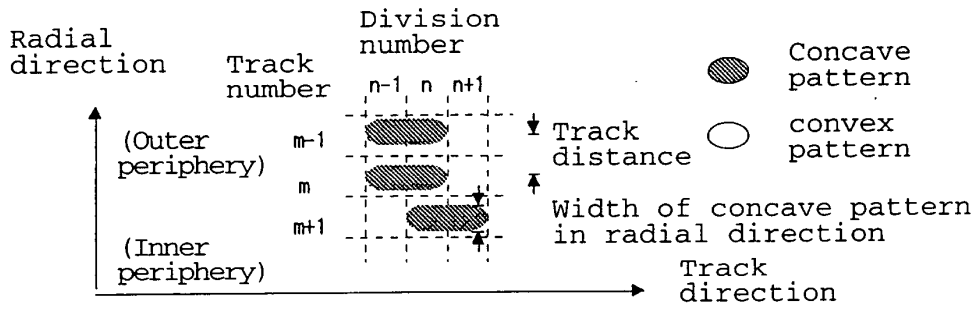 Radial
direction
Track
number
Division
number
n-1 n n+1
Concave
pattern
convex
pattern
(Outer
periphery)
m-1
m
m+1
Track
distance
Width of concave pattern
in radial direction
(Inner
periphery)
Track
direction